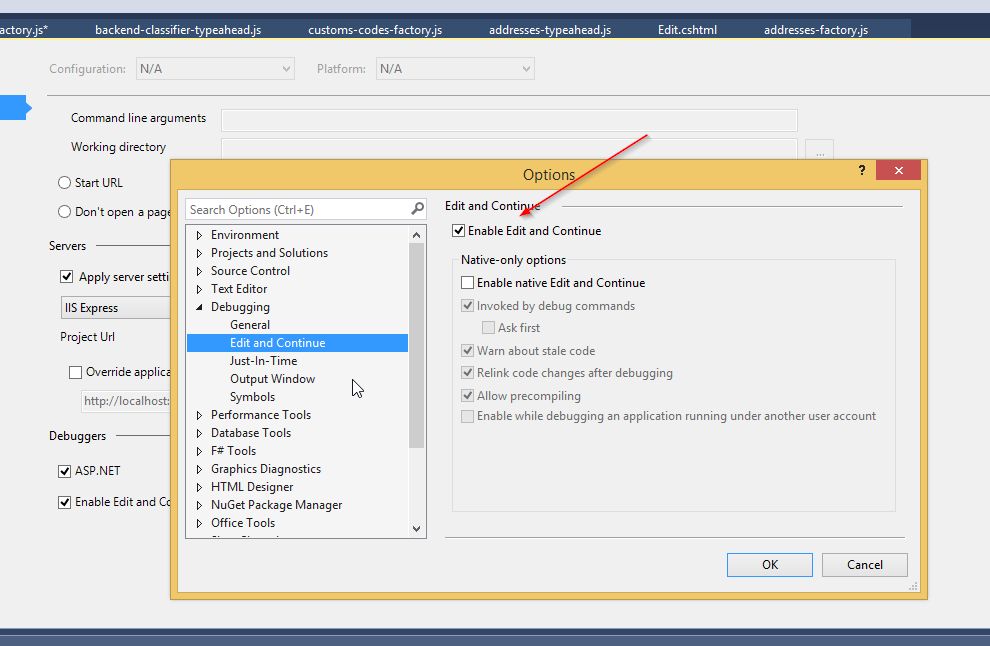 actory.js* backend-classifier-typeahead.js customs-codes-factory.js addresses-typeahead.js Edit.cshtml addresses-factory.js
Configuration: N/A Platform: N/A
Command line arguments
Working directory
...
Start URL
Don't open a page
Servers
Apply server setti
IIS Express
Project Url
Override applica
http://localhost:
Debuggers
ASP.NET
Enable Edit and Co
Options
? ×
Search Options (Ctrl+E)
Environment
Projects and Solutions
Source Control
Text Editor
Debugging
General
Edit and Continue
Just-In-Time
Output Window
Symbols
Performance Tools
Database Tools
F# Tools
Graphics Diagnostics
HTML Designer
NuGet Package Manager
Office Tools
Edit and Continue
Enable Edit and Continue
Native-only options
Enable native Edit and Continue
Invoked by debug commands
Ask first
Warn about stale code
Relink code changes after debugging
Allow precompiling
Enable while debugging an application running under another user account
OK Cancel